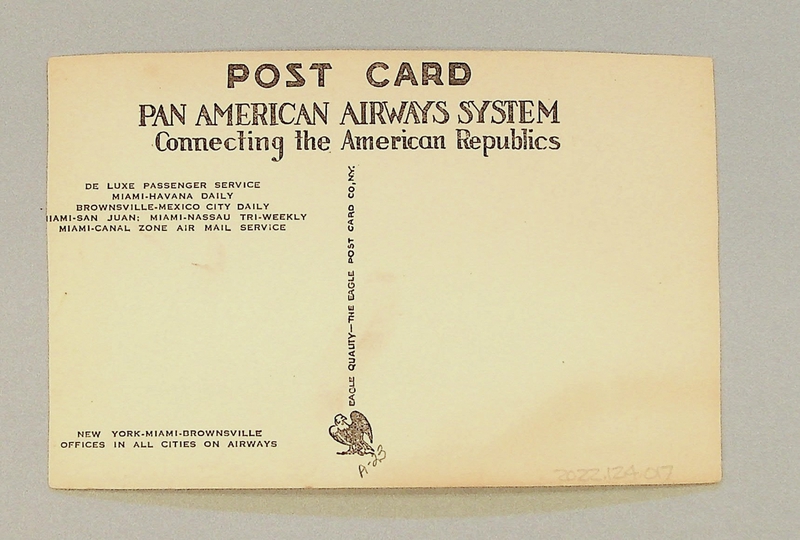 POST CARD
PAN AMERICAN AIRWAYS SYSTEM
Connecting the American Republics
DE LUXE PASSENGER SERVICE
MIAMI-HAVANA DAILY
BROWNSVILLE-MEXICO CITY DAILY
IAMI-SAN JUAN; MIAMI-NASSAU TRI-WEEKLY
MIAMI-CANAL ZONE AIR MAIL SERVICE
EAGLE QUALITY—THE EAGLE POST CARD CO, N.Y.
NEW YORK-MIAMI-BROWNSVILLE
OFFICES IN ALL CITIES ON AIRWAYS
A-23
2022.124.017